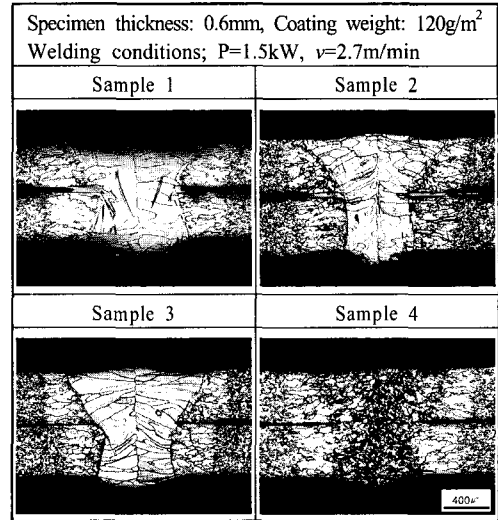 Specimen thickness: 0.6mm, Coating weight: 120g/m²
Welding conditions; P=1.5kW, v=2.7m/min
Sample 1
Sample 2
Sample 3
Sample 4
400μ